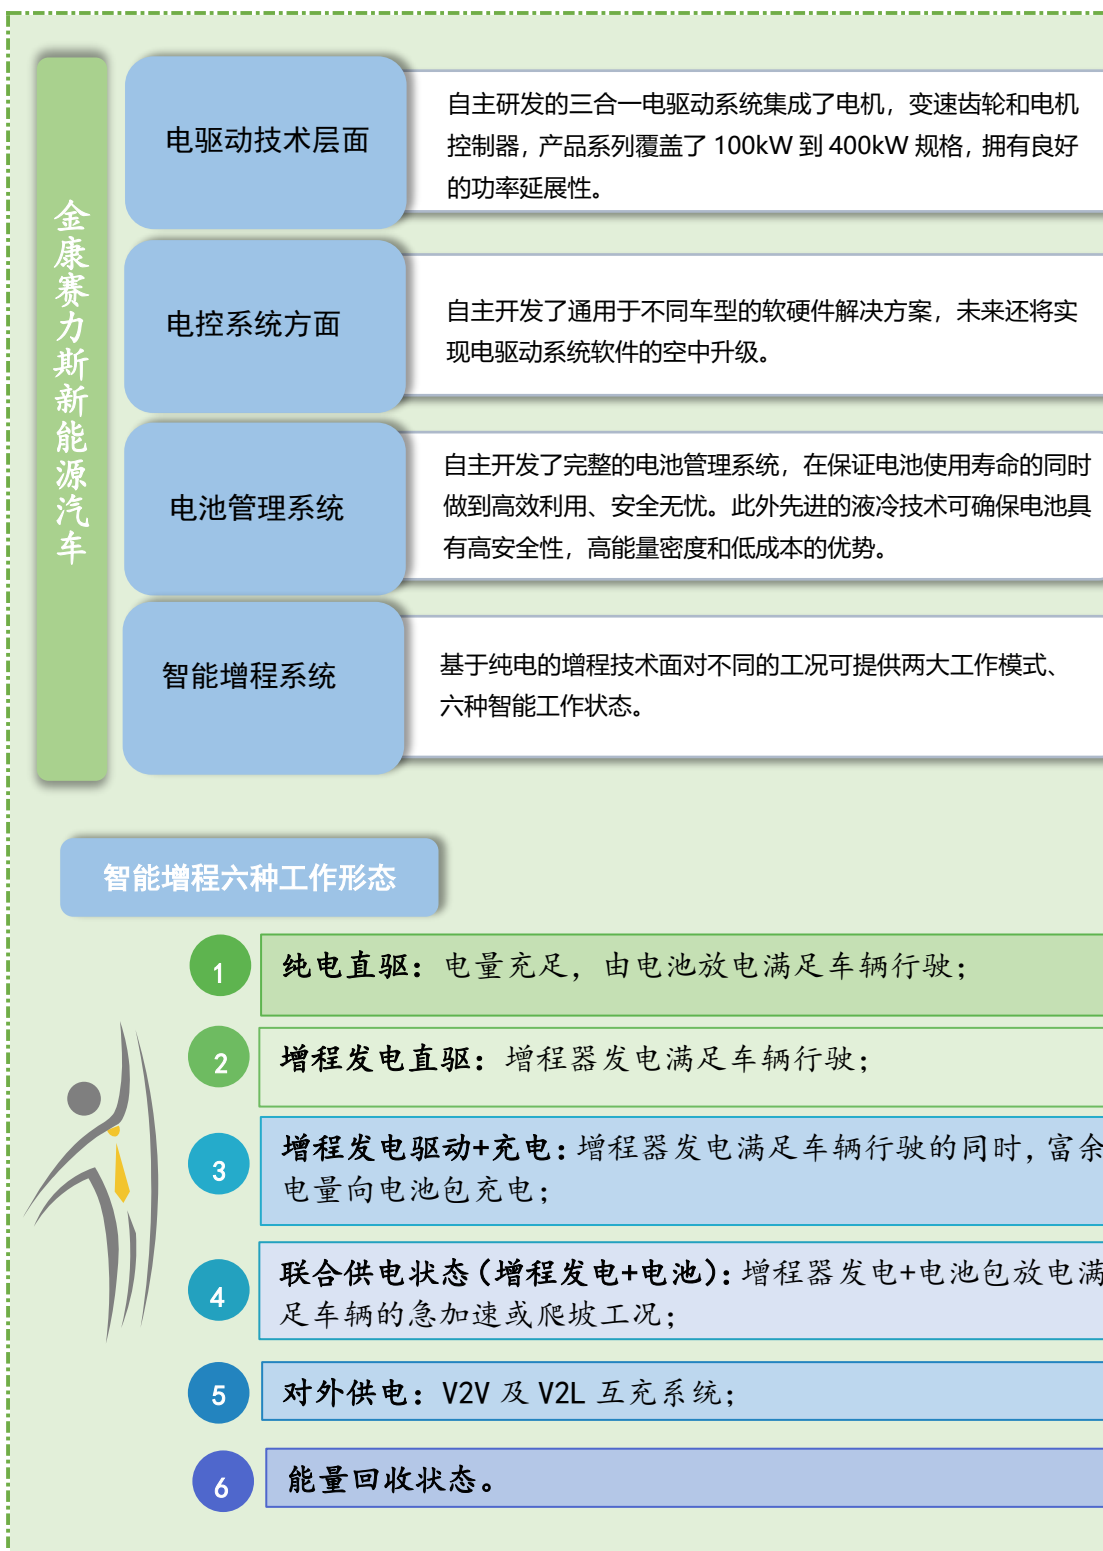 金康赛力斯新能源汽车
电驱动技术层面
自主研发的三合一电驱动系统集成了电机，变速齿轮和电机
控制器，产品系列覆盖了 100kW 到 400kW 规格，拥有良好
的功率延展性。
电控系统方面
自主开发了通用于不同车型的软硬件解决方案，未来还将实
现电驱动系统软件的空中升级。
电池管理系统
自主开发了完整的电池管理系统，在保证电池使用寿命的同时
做到高效利用、安全无忧。此外先进的液冷技术可确保电池具
有高安全性，高能量密度和低成本的优势。
智能增程系统
基于纯电的增程技术面对不同的工况可提供两大工作模式、
六种智能工作状态。
智能增程六种工作形态
1
纯电直驱：电量充足，由电池放电满足车辆行驶；
2
增程发电直驱：增程器发电满足车辆行驶；
3
增程发电驱动+充电：增程器发电满足车辆行驶的同时，富余
电量向电池包充电；
4
联合供电状态（增程发电+电池）：增程器发电+电池包放电满
足车辆的急加速或爬坡工况；
5
对外供电：V2V 及 V2L 互充系统；
6
能量回收状态。